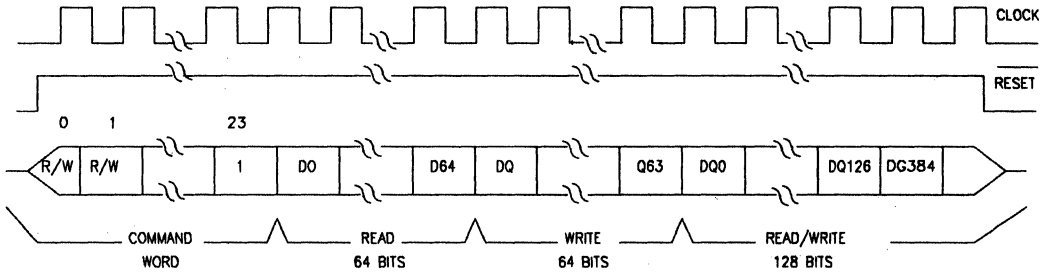 CLOCK
RESET
0 1 23
R/W R/W 1 D0 D64 DQ Q63 DQ0 DQ126 DG384
COMMAND READ WRITE READ/WRITE
WORD 64 BITS 64 BITS 128 BITS